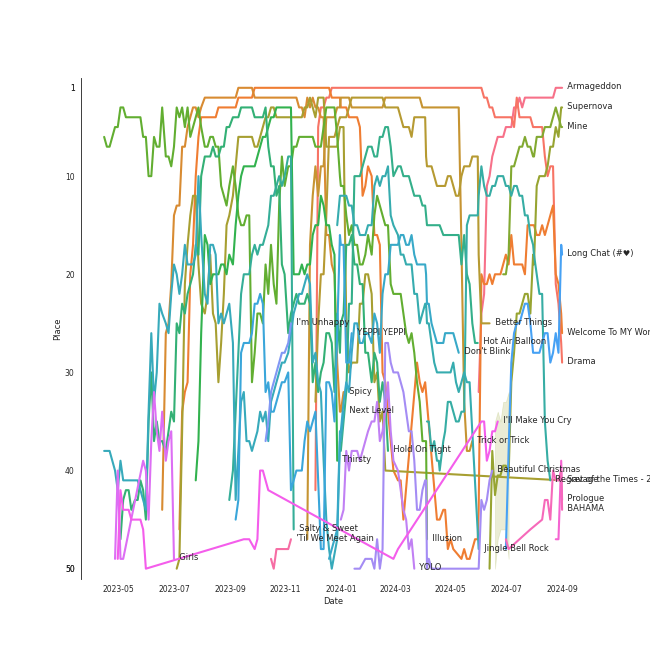 1
10
20
30
40
50
Place
Armageddon
Supernova
Mine
Long Chat (#♥)
I'm Unhappy
YEPPI YEPPI
Better Things
Welcome To MY Wor
Hot Air Balloon
Don't Blink
Drama
Spicy
Next Level
I'll Make You Cry
Trick or Trick
Hold On Tight
Thirsty
Beautiful Christmas
Prologue
BAHAMA
Salty & Sweet
'Til We Meet Again
Illusion
Jingle Bell Rock
Girls
YOLO
2023-05
2023-07
2023-09
2023-11
2024-01
2024-03
2024-05
2024-07
2024-09
Date